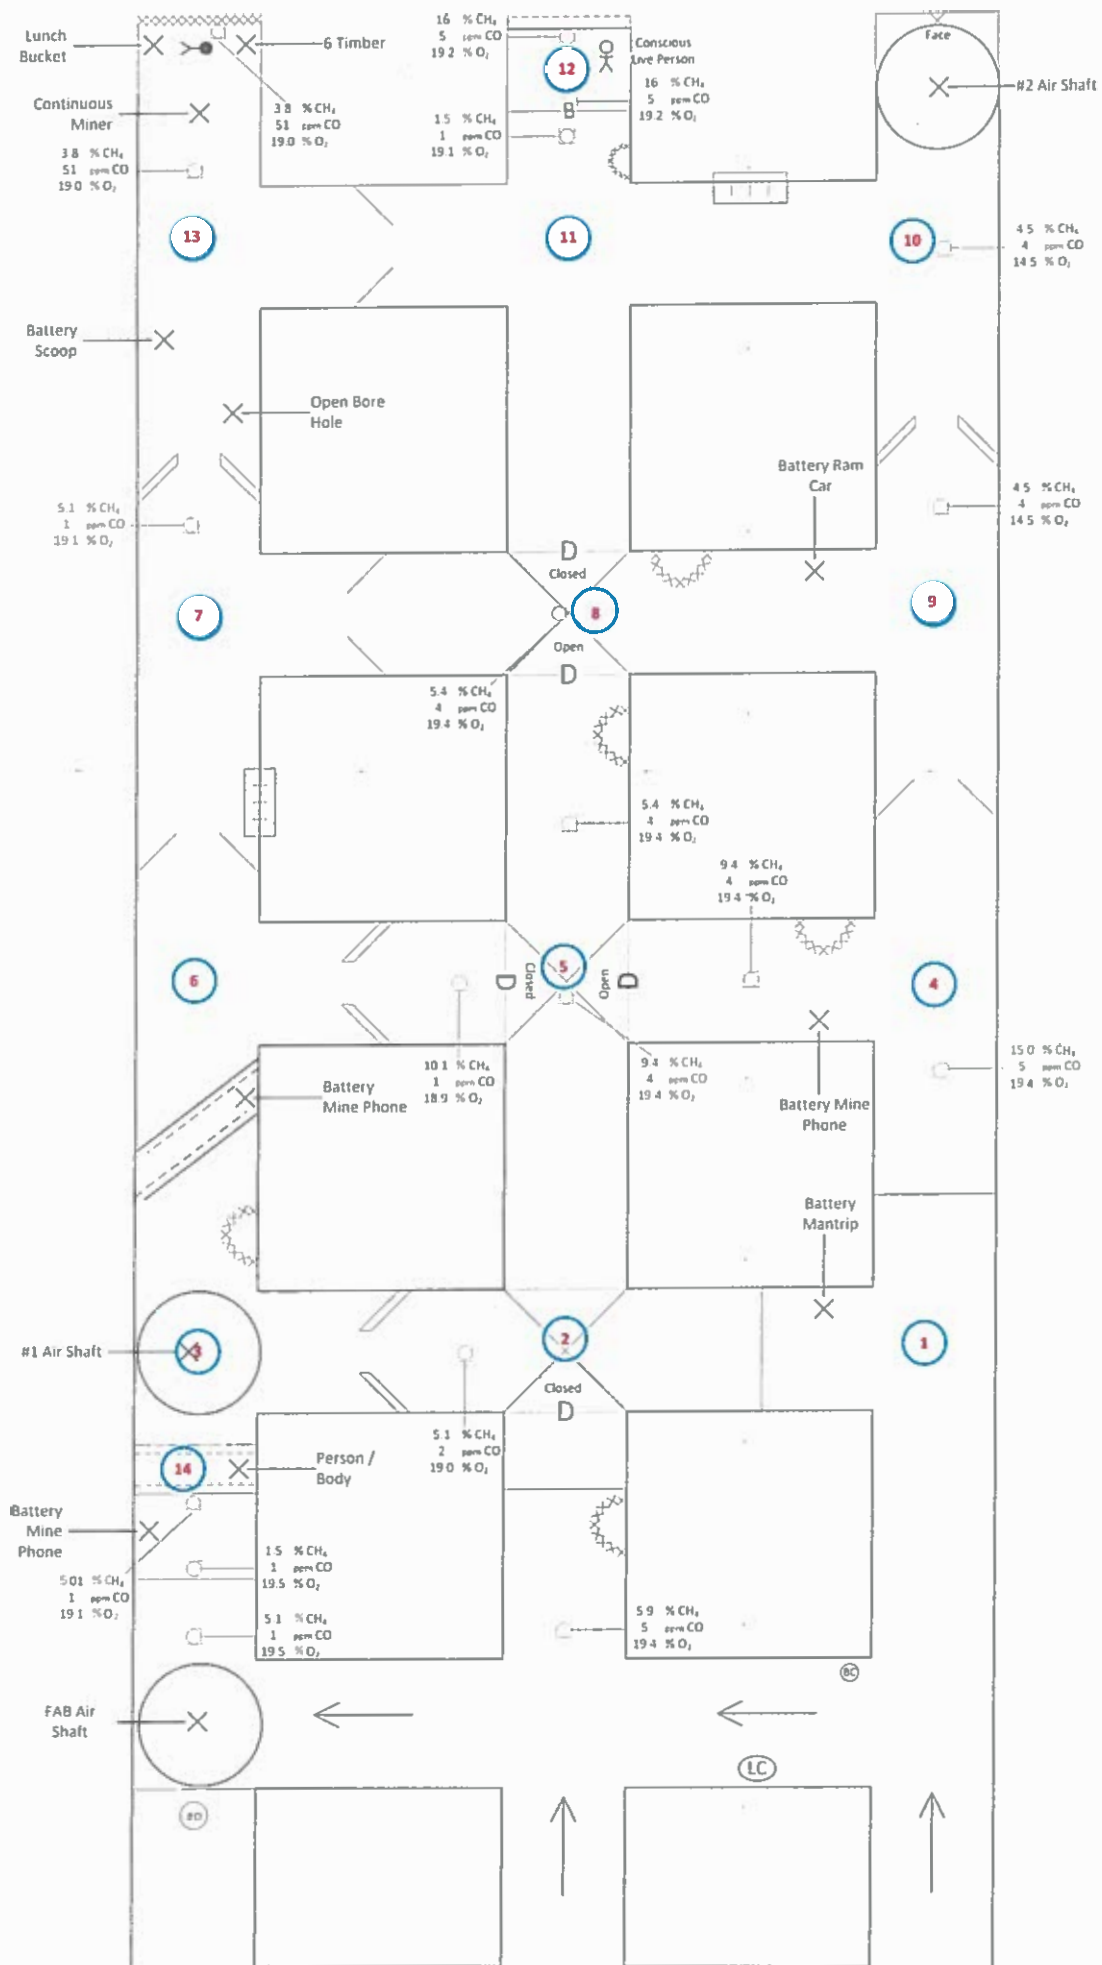 16 % CH₄
5 ppm CO
19.2 % O₂
Lunch
Bucket
6 Timber
12
Conscious
Live Person
Face
#2 Air Shaft
16 % CH₄
5 ppm CO
19.2 % O₂
Continuous
Miner
3.8 % CH₄
51 ppm CO
19.0 % O₂
B
1.5 % CH₄
1 ppm CO
19.1 % O₂
3.8 % CH₄
51 ppm CO
19.0 % O₂
13
11
10
4.5 % CH₄
4 ppm CO
14.5 % O₂
Battery
Scoop
Open Bore
Hole
Battery Ram
Car
4.5 % CH₄
4 ppm CO
14.5 % O₂
5.1 % CH₄
1 ppm CO
19.1 % O₂
D
Closed
7
8
9
Open
D
5.4 % CH₄
4 ppm CO
19.4 % O₂
5.4 % CH₄
4 ppm CO
19.4 % O₂
9.4 % CH₄
4 ppm CO
19.4 % O₂
6
D
Closed
5
Open
D
4
10.1 % CH₄
1 ppm CO
18.9 % O₂
9.4 % CH₄
4 ppm CO
19.4 % O₂
15.0 % CH₄
5 ppm CO
19.4 % O₂
Battery
Mine Phone
Battery Mine
Phone
Battery
Mantrip
#1 Air Shaft
3
2
1
Closed
D
5.1 % CH₄
2 ppm CO
19.0 % O₂
14
Person /
Body
Battery
Mine
Phone
1.5 % CH₄
1 ppm CO
19.5 % O₂
5.01 % CH₄
1 ppm CO
19.1 % O₂
5.1 % CH₄
1 ppm CO
19.5 % O₂
5.9 % CH₄
5 ppm CO
19.4 % O₂
BC
FAB Air
Shaft
LC